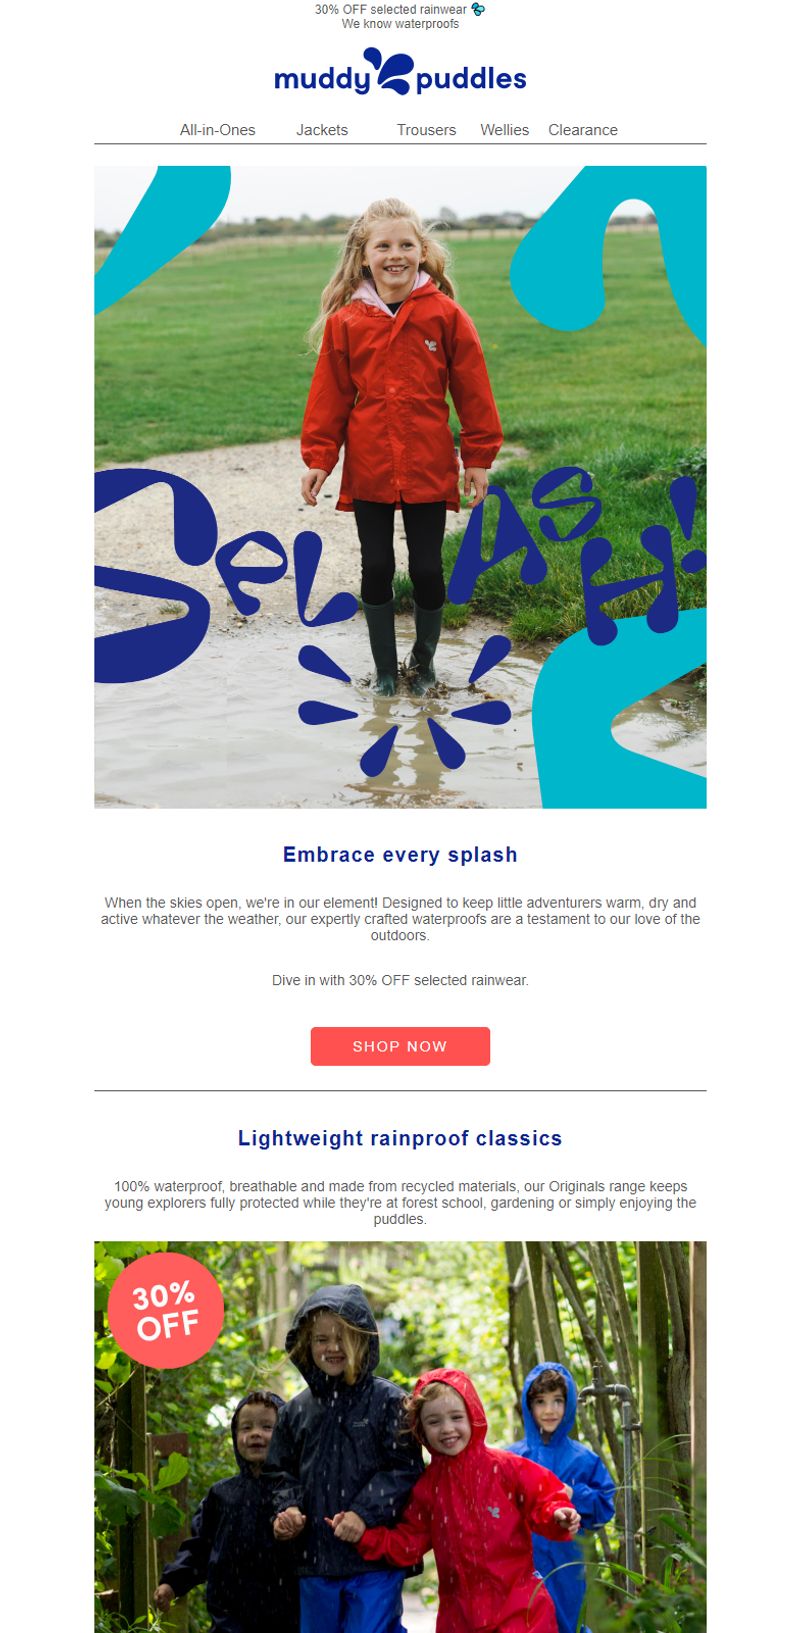 30% OFF selected rainwear
We know waterproofs
muddy puddles
All-in-Ones Jackets Trousers Wellies Clearance
SPLASH!
Embrace every splash
When the skies open, we're in our element! Designed to keep little adventurers warm, dry and
active whatever the weather, our expertly crafted waterproofs are a testament to our love of the
outdoors.
Dive in with 30% OFF selected rainwear.
SHOP NOW
Lightweight rainproof classics
100% waterproof, breathable and made from recycled materials, our Originals range keeps
young explorers fully protected while they're at forest school, gardening or simply enjoying the
puddles.
30%
OFF